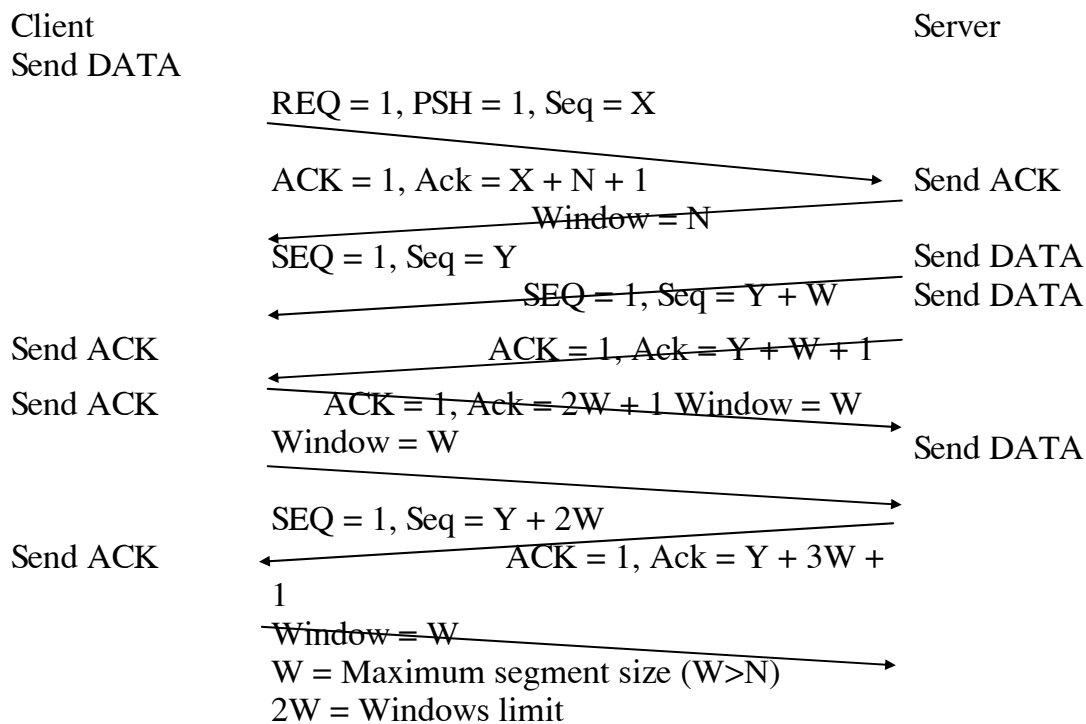 Client Server
Send DATA
REQ = 1, PSH = 1, Seq = X
ACK = 1, Ack = X + N + 1 Send ACK
Window = N
SEQ = 1, Seq = Y Send DATA
SEQ = 1, Seq = Y + W Send DATA
Send ACK ACK = 1, Ack = Y + W + 1
Send ACK ACK = 1, Ack = 2W + 1 Window = W
Window = W Send DATA
SEQ = 1, Seq = Y + 2W
Send ACK ACK = 1, Ack = Y + 3W +
1
Window = W
W = Maximum segment size (W>N)
2W = Windows limit